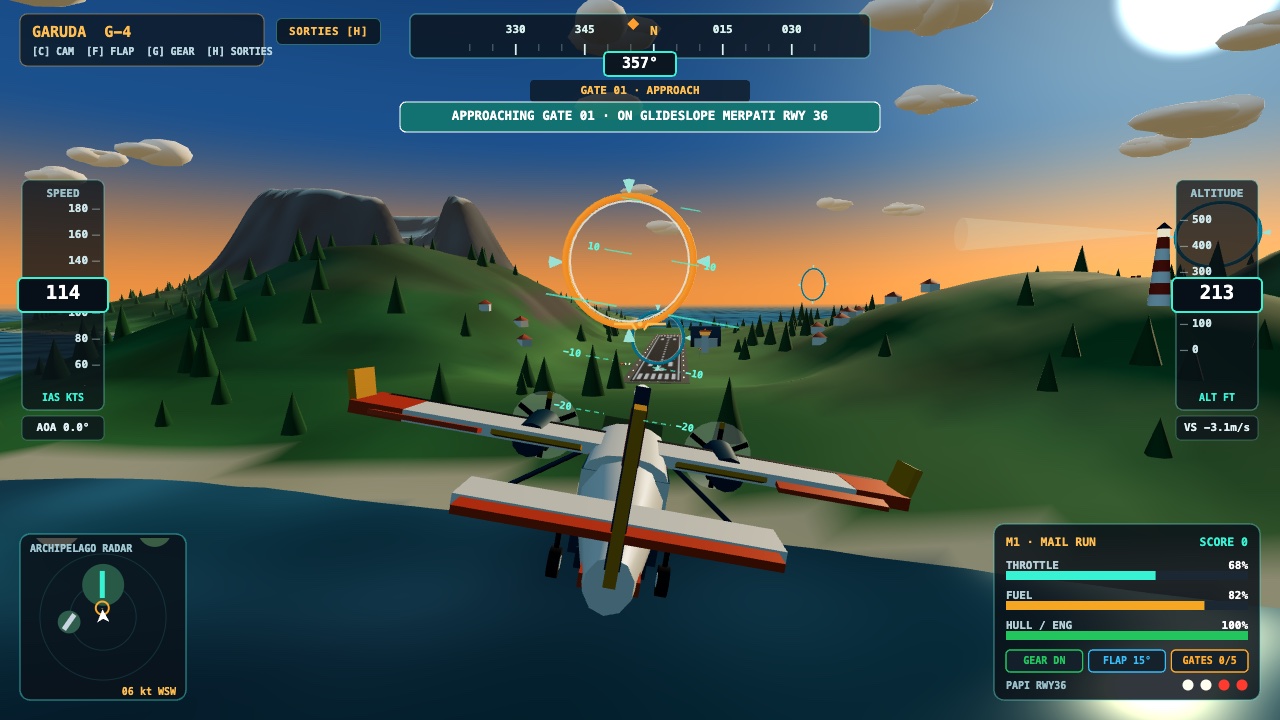 GARUDA G-4
[C] CAM [F] FLAP [G] GEAR [H] SORTIES
SORTIES [H]
330 345 N 015 030
357°
GATE 01 · APPROACH
APPROACHING GATE 01 · ON GLIDESLOPE MERPATI RWY 36
SPEED
180
160
140
114
100
80
60
IAS KTS
AOA 0.0°
ALTITUDE
500
400
300
213
100
0
ALT FT
VS -3.1m/s
10
-10 -10
-20 -20
ARCHIPELAGO RADAR
06 kt WSW
M1 · MAIL RUN SCORE 0
THROTTLE 68%
FUEL 82%
HULL / ENG 100%
GEAR DN FLAP 15° GATES 0/5
PAPI RWY36